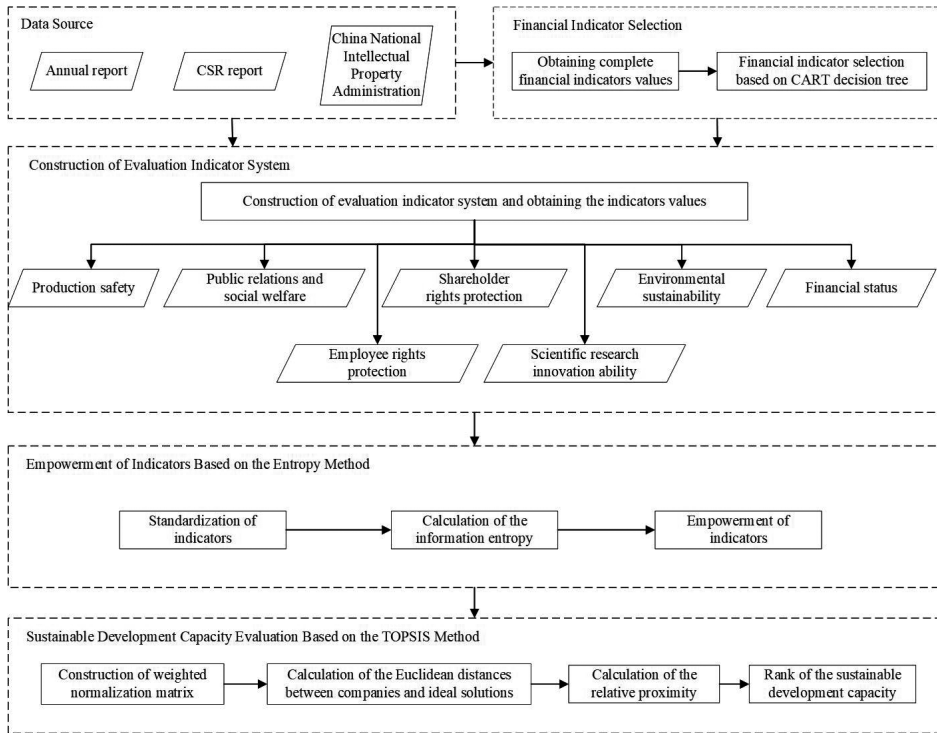 Data Source
Annual report
CSR report
China National
Intellectual
Property
Administration
Financial Indicator Selection
Obtaining complete
financial indicators values
Financial indicator selection
based on CART decision tree
Construction of Evaluation Indicator System
Construction of evaluation indicator system and obtaining the indicators values
Production safety
Public relations and
social welfare
Shareholder
rights protection
Environmental
sustainability
Financial status
Employee rights
protection
Scientific research
innovation ability
Empowerment of Indicators Based on the Entropy Method
Standardization of
indicators
Calculation of the
information entropy
Empowerment of
indicators
Sustainable Development Capacity Evaluation Based on the TOPSIS Method
Construction of weighted
normalization matrix
Calculation of the Euclidean distances
between companies and ideal solutions
Calculation of the
relative proximity
Rank of the sustainable
development capacity